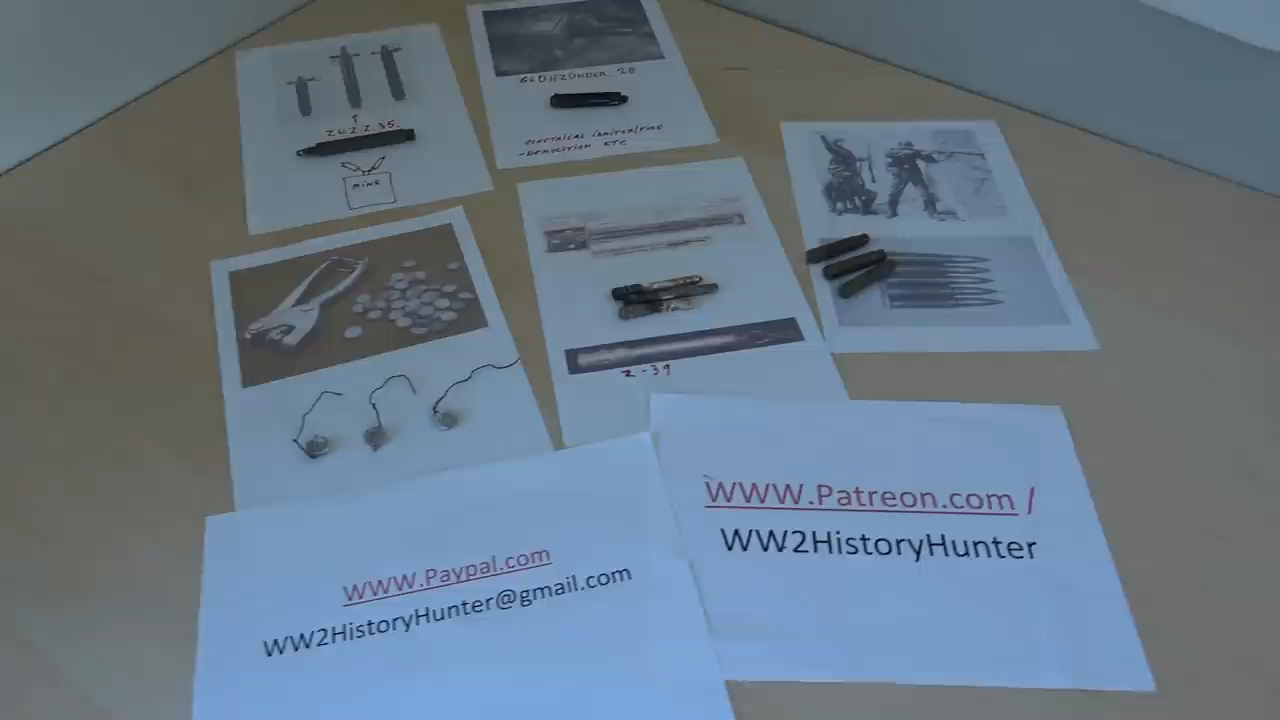 Z.U.Z.Z.35.
MINE
GLÜHZÜNDER 28
ELECTRICAL IGNITER/FUSE
-DEMOLITION ETC
Z-39
WWW.Patreon.com /
WW2HistoryHunter
WWW.Paypal.com
WW2HistoryHunter@gmail.com